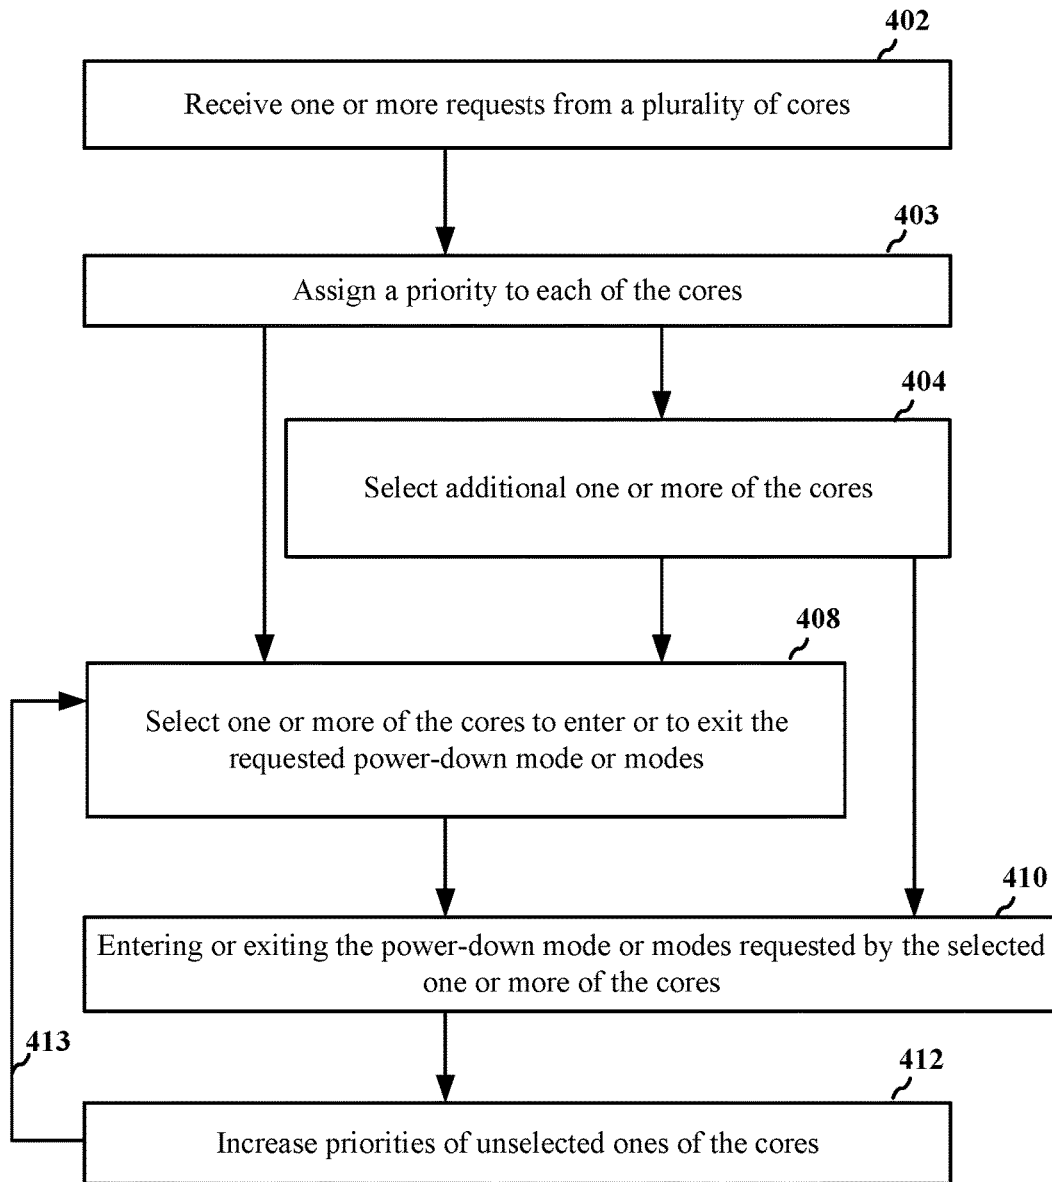 402
Receive one or more requests from a plurality of cores
403
Assign a priority to each of the cores
404
Select additional one or more of the cores
408
Select one or more of the cores to enter or to exit the
requested power-down mode or modes
410
Entering or exiting the power-down mode or modes requested by the selected
one or more of the cores
413
412
Increase priorities of unselected ones of the cores